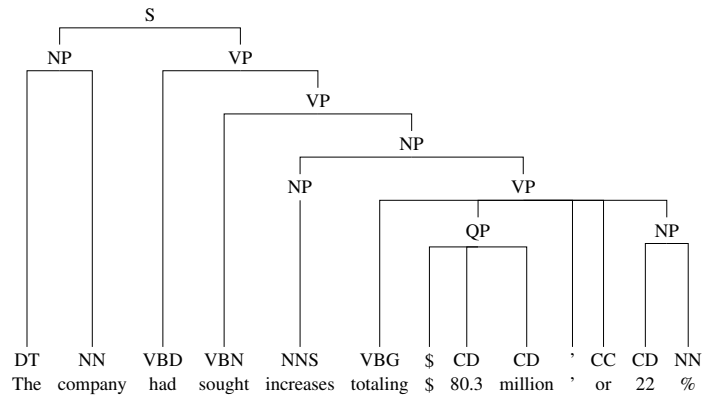 S
NP VP
VP
NP
NP VP
QP NP
DT NN VBD VBN NNS VBG $ CD CD ’ CC CD NN
The company had sought increases totaling $ 80.3 million ’ or 22 %